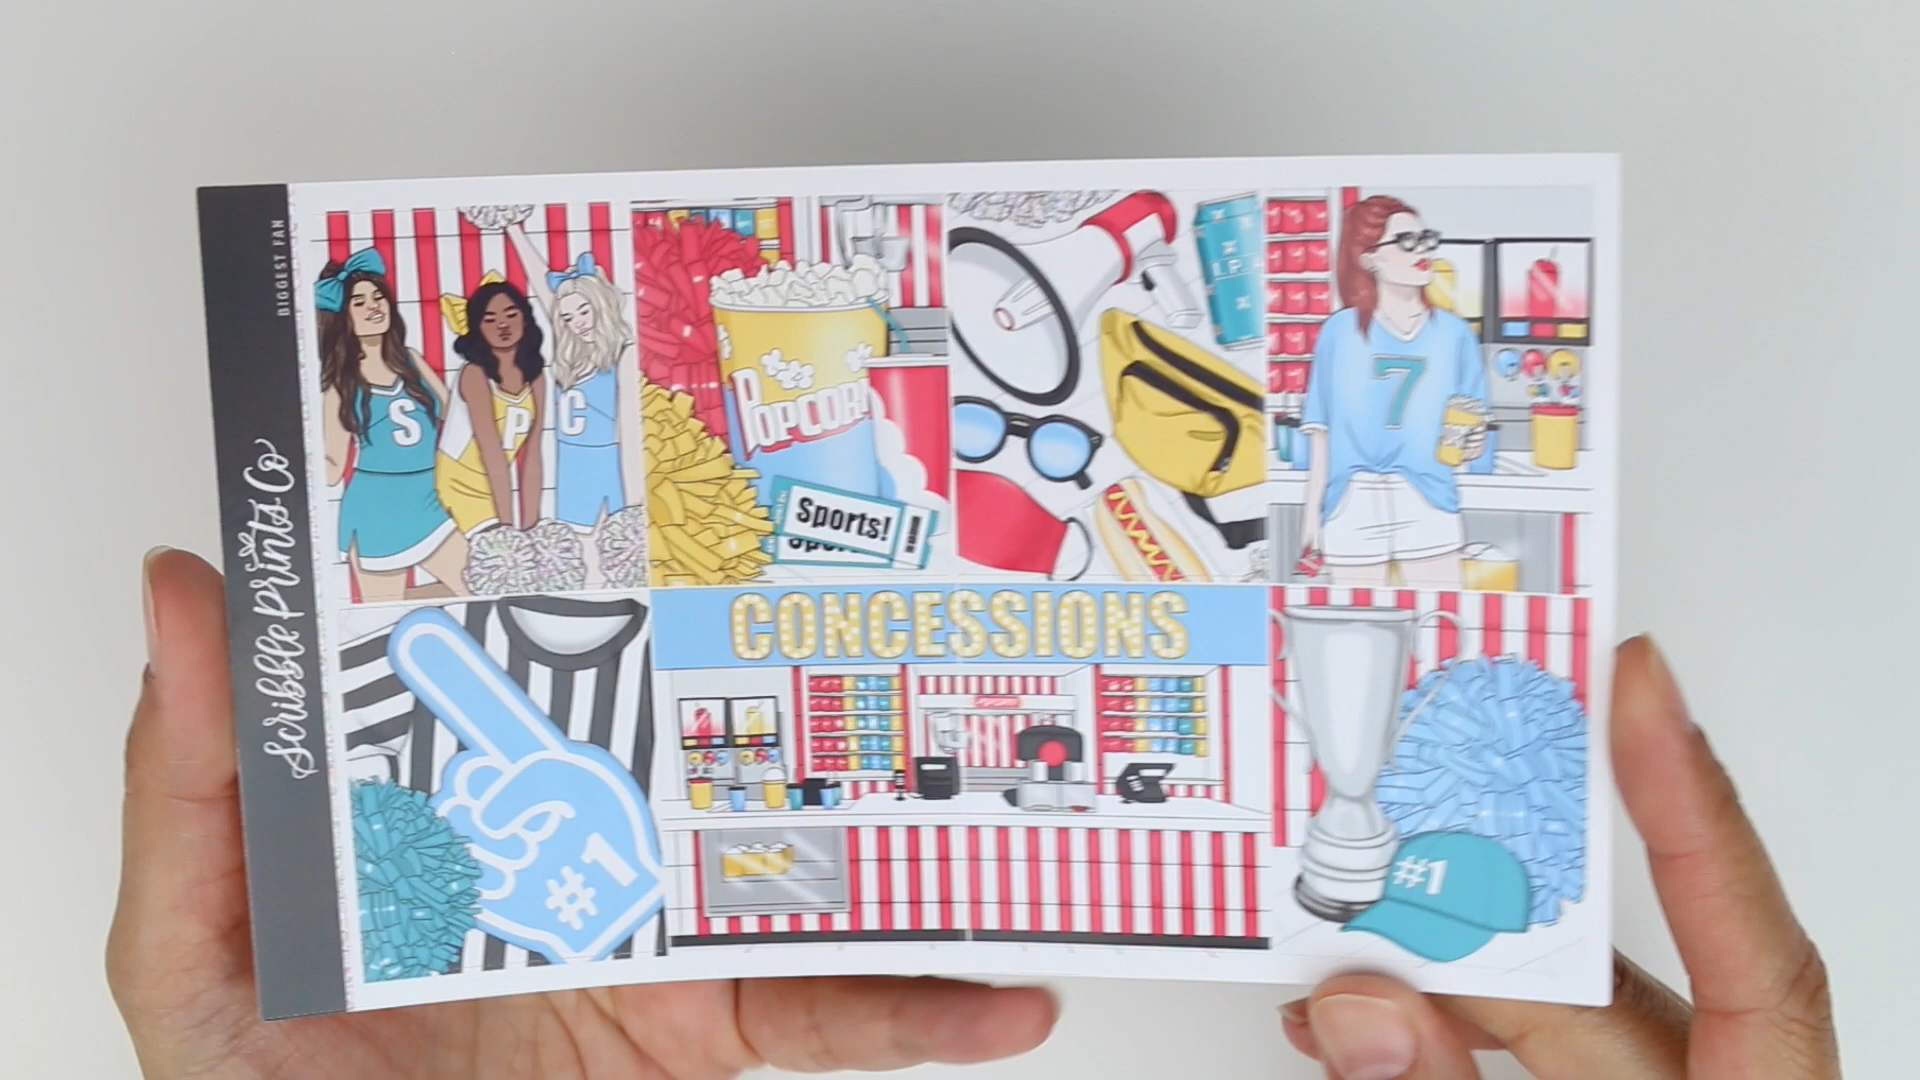 BIGGEST FAN
Scribble Prints Co
S
P
C
POPCORN
Sports!
7
CONCESSIONS
#1
#1